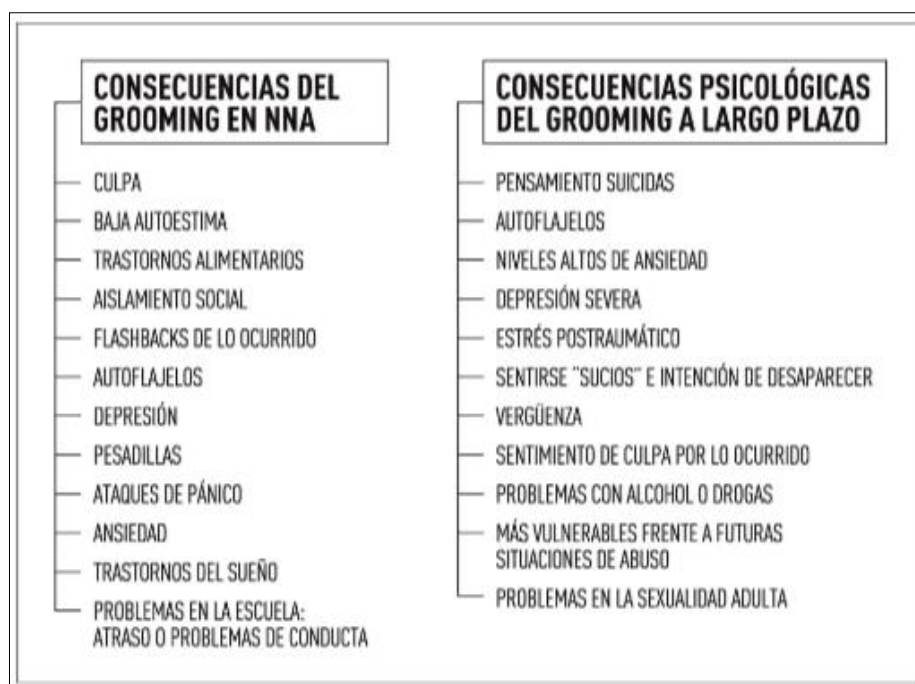 CONSECUENCIAS DEL
GROOMING EN NNA
CULPA
BAJA AUTOESTIMA
TRASTORNOS ALIMENTARIOS
AISLAMIENTO SOCIAL
FLASHBACKS DE LO OCURRIDO
AUTOFLAJELOS
DEPRESIÓN
PESADILLAS
ATAQUES DE PÁNICO
ANSIEDAD
TRASTORNOS DEL SUEÑO
PROBLEMAS EN LA ESCUELA:
ATRASO O PROBLEMAS DE CONDUCTA
CONSECUENCIAS PSICOLÓGICAS
DEL GROOMING A LARGO PLAZO
PENSAMIENTO SUICIDAS
AUTOFLAJELOS
NIVELES ALTOS DE ANSIEDAD
DEPRESIÓN SEVERA
ESTRÉS POSTRAUMÁTICO
SENTIRSE "SUCIOS" E INTENCIÓN DE DESAPARECER
VERGÜENZA
SENTIMIENTO DE CULPA POR LO OCURRIDO
PROBLEMAS CON ALCOHOL O DROGAS
MÁS VULNERABLES FRENTE A FUTURAS
SITUACIONES DE ABUSO
PROBLEMAS EN LA SEXUALIDAD ADULTA